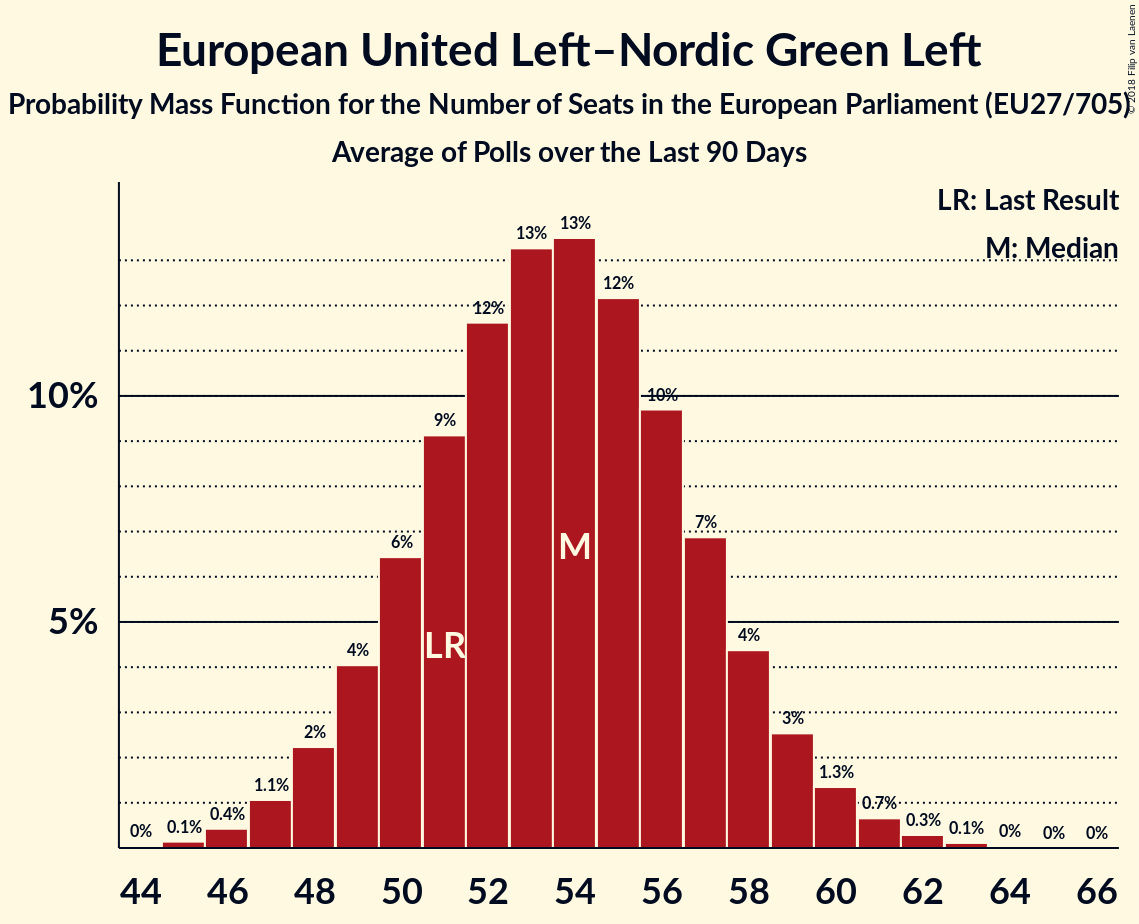 European United Left–Nordic Green Left
Probability Mass Function for the Number of Seats in the European Parliament (EU27/705)
Average of Polls over the Last 90 Days
© 2018 Filip van Laenen
LR: Last Result
M: Median
10%
5%
0%
0.1%
0.4%
1.1%
2%
4%
6%
9%
12%
13%
13%
12%
10%
7%
4%
3%
1.3%
0.7%
0.3%
0.1%
0%
0%
0%
LR
M
44 46 48 50 52 54 56 58 60 62 64 66